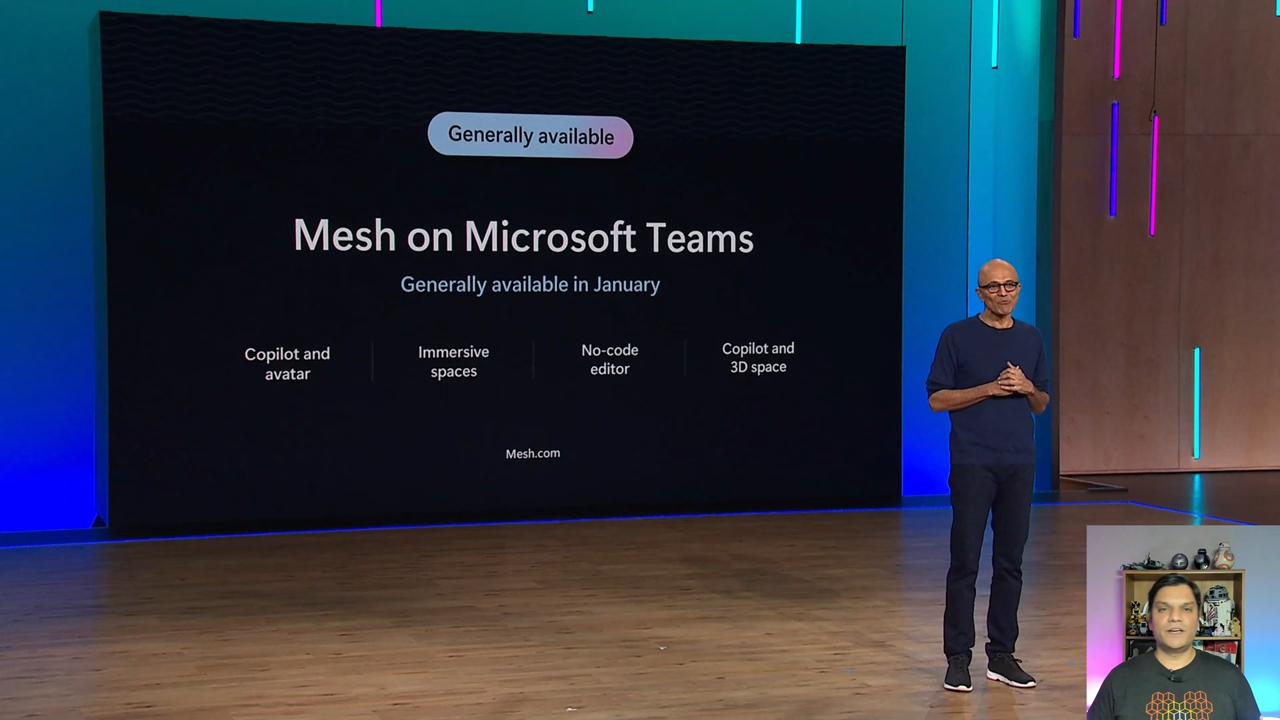 Generally available
Mesh on Microsoft Teams
Generally available in January
Copilot and
avatar
Immersive
spaces
No-code
editor
Copilot and
3D space
Mesh.com